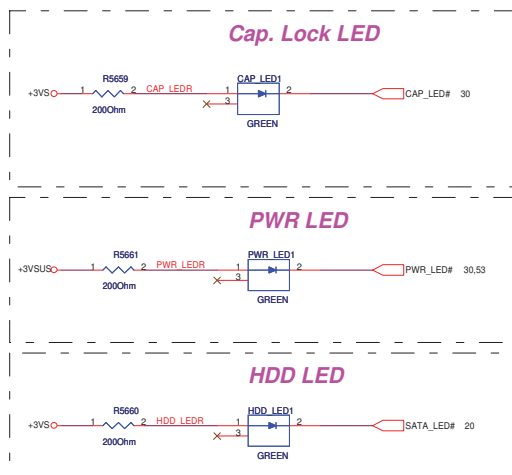 Cap. Lock LED
R5659
CAP_LED1
+3VS 1 2 CAP_LEDR 1 2 CAP_LED# 30
3
200Ohm
GREEN
PWR LED
R5661
PWR_LED1
+3VSUS 1 2 PWR_LEDR 1 2 PWR_LED# 30,53
3
200Ohm
GREEN
HDD LED
R5660
HDD_LED1
+3VS 1 2 HDD_LEDR 1 2 SATA_LED# 20
3
200Ohm
GREEN